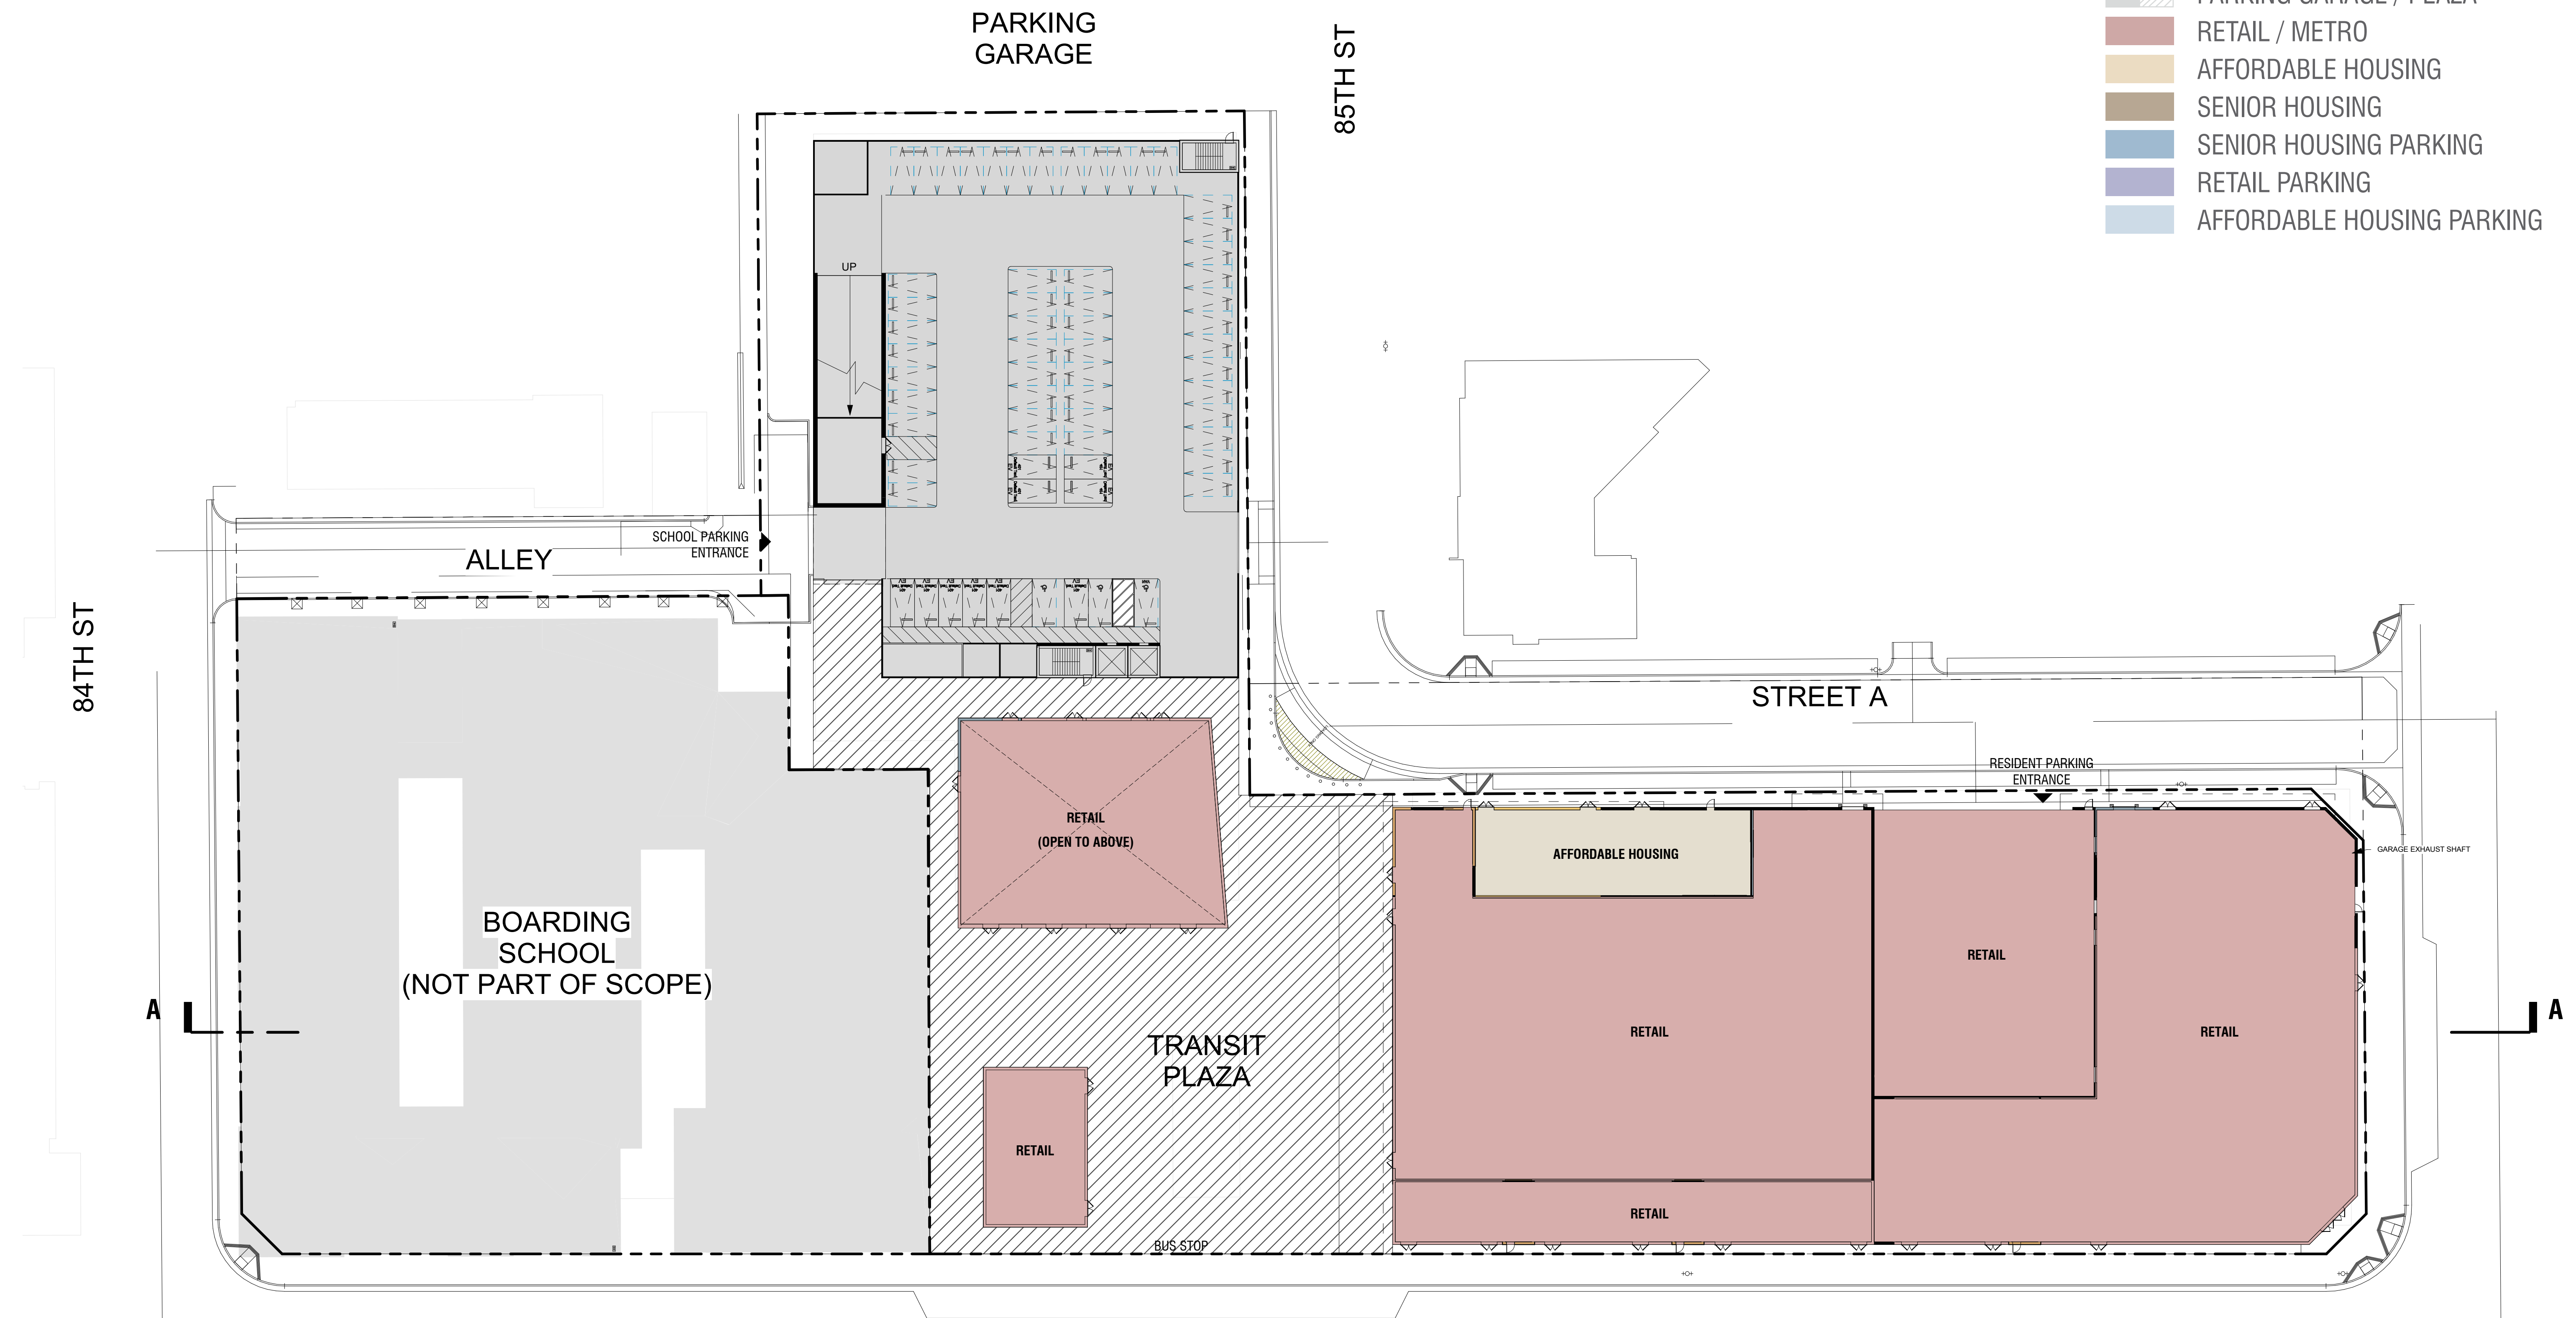 PARKING GARAGE / PLAZA
RETAIL / METRO
AFFORDABLE HOUSING
SENIOR HOUSING
SENIOR HOUSING PARKING
RETAIL PARKING
AFFORDABLE HOUSING PARKING
PARKING
GARAGE
85TH ST
UP
SCHOOL PARKING
ENTRANCE
ALLEY
84TH ST
STREET A
RESIDENT PARKING
ENTRANCE
GARAGE EXHAUST SHAFT
RETAIL
(OPEN TO ABOVE)
AFFORDABLE HOUSING
BOARDING
SCHOOL
(NOT PART OF SCOPE)
RETAIL
A
A
RETAIL
RETAIL
TRANSIT
PLAZA
RETAIL
RETAIL
BUS STOP